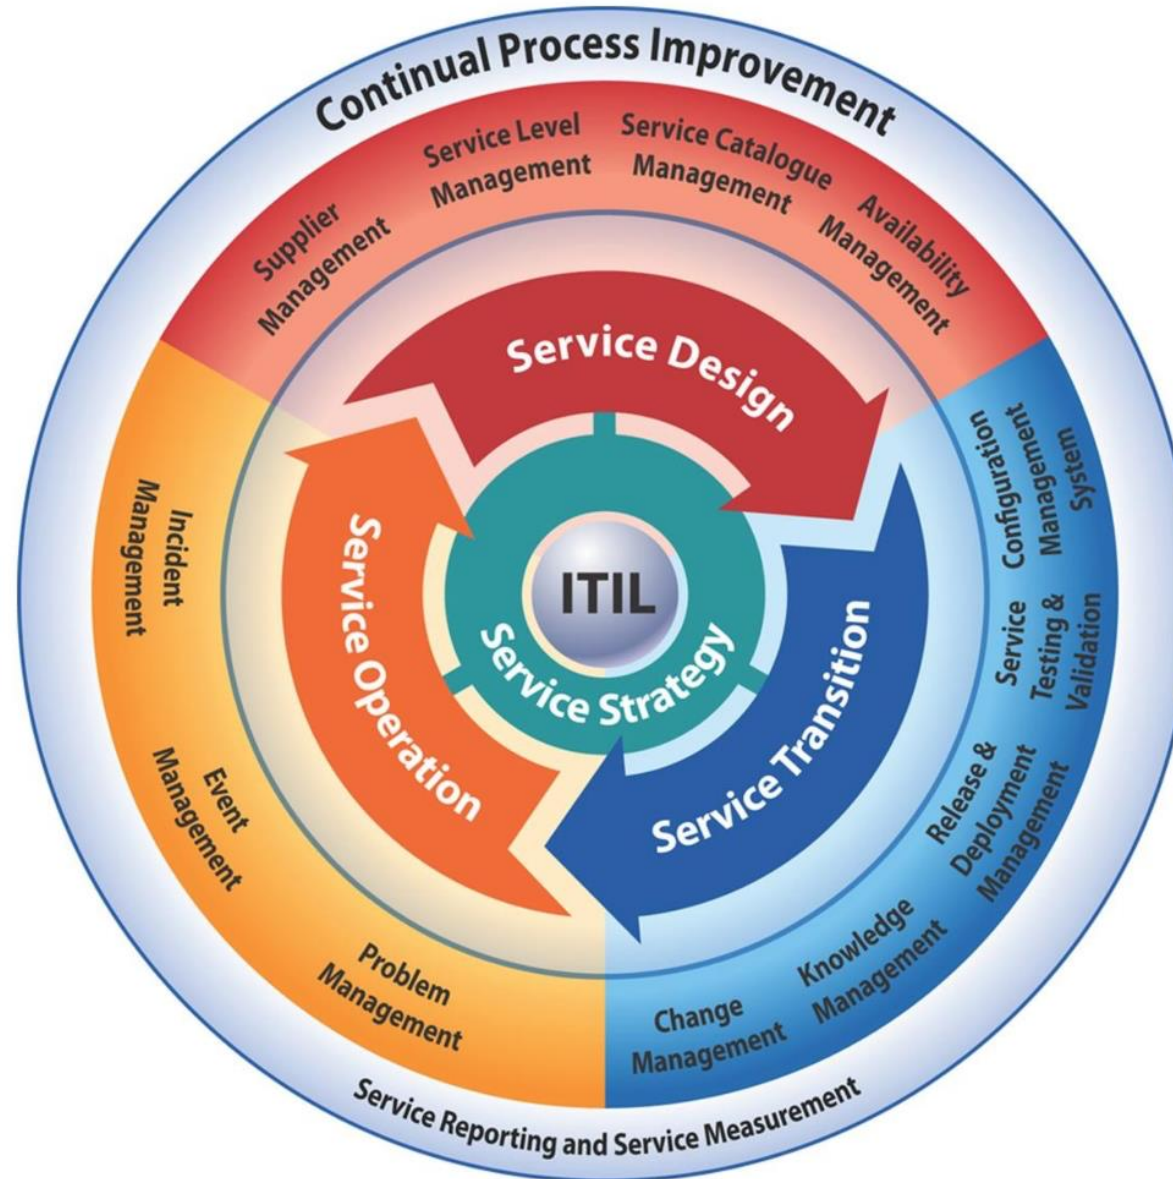 Continual Process Improvement
Supplier
Management
Service Level
Management
Service Catalogue
Management
Availability
Management
Service Design
Configuration
Management
System
Service
Testing &
Validation
Release &
Deployment
Management
Knowledge
Management
Change
Management
Service Transition
Incident
Management
Event
Management
Problem
Management
Service Operation
ITIL
Service Strategy
Service Reporting and Service Measurement